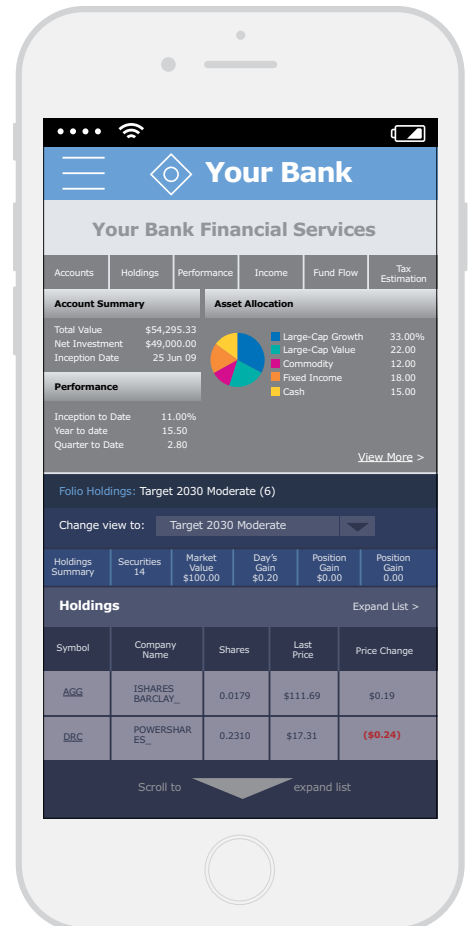 Your Bank
Your Bank Financial Services
Accounts Holdings Performance Income Fund Flow Tax Estimation
Account Summary
Total Value $54,295.33
Net Investment $49,000.00
Inception Date 25 Jun 09
Performance
Inception to Date 11.00%
Year to date 15.50
Quarter to Date 2.80
Asset Allocation
Large-Cap Growth 33.00%
Large-Cap Value 22.00
Commodity 12.00
Fixed Income 18.00
Cash 15.00
View More >
Folio Holdings: Target 2030 Moderate (6)
Change view to: Target 2030 Moderate
Holdings Summary Securities 14 Market Value $100.00 Day's Gain $0.20 Position Gain $0.00 Position Gain 0.00
Holdings Expand List >
Symbol Company Name Shares Last Price Price Change
AGG ISHARES BARCLAY_ 0.0179 $111.69 $0.19
DRC POWERSHAR ES_ 0.2310 $17.31 ($0.24)
Scroll to expand list